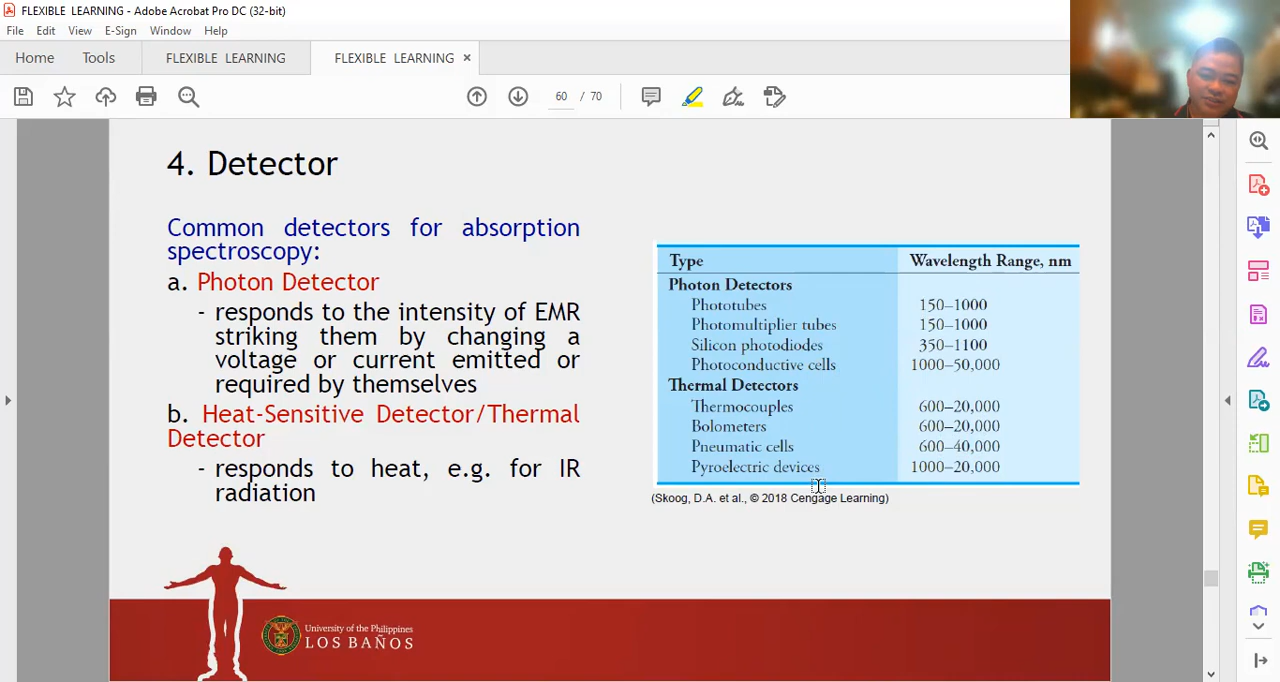 FLEXIBLE LEARNING - Adobe Acrobat Pro DC (32-bit)
File Edit View E-Sign Window Help
Home Tools FLEXIBLE LEARNING FLEXIBLE LEARNING ×
60 / 70
4. Detector
Common detectors for absorption
spectroscopy:
a. Photon Detector
- responds to the intensity of EMR
striking them by changing a
voltage or current emitted or
required by themselves
b. Heat-Sensitive Detector/Thermal
Detector
- responds to heat, e.g. for IR
radiation
Type Wavelength Range, nm
Photon Detectors
Phototubes 150–1000
Photomultiplier tubes 150–1000
Silicon photodiodes 350–1100
Photoconductive cells 1000–50,000
Thermal Detectors
Thermocouples 600–20,000
Bolometers 600–20,000
Pneumatic cells 600–40,000
Pyroelectric devices 1000–20,000
(Skoog, D.A. et al., © 2018 Cengage Learning)
University of the Philippines
LOS BAÑOS